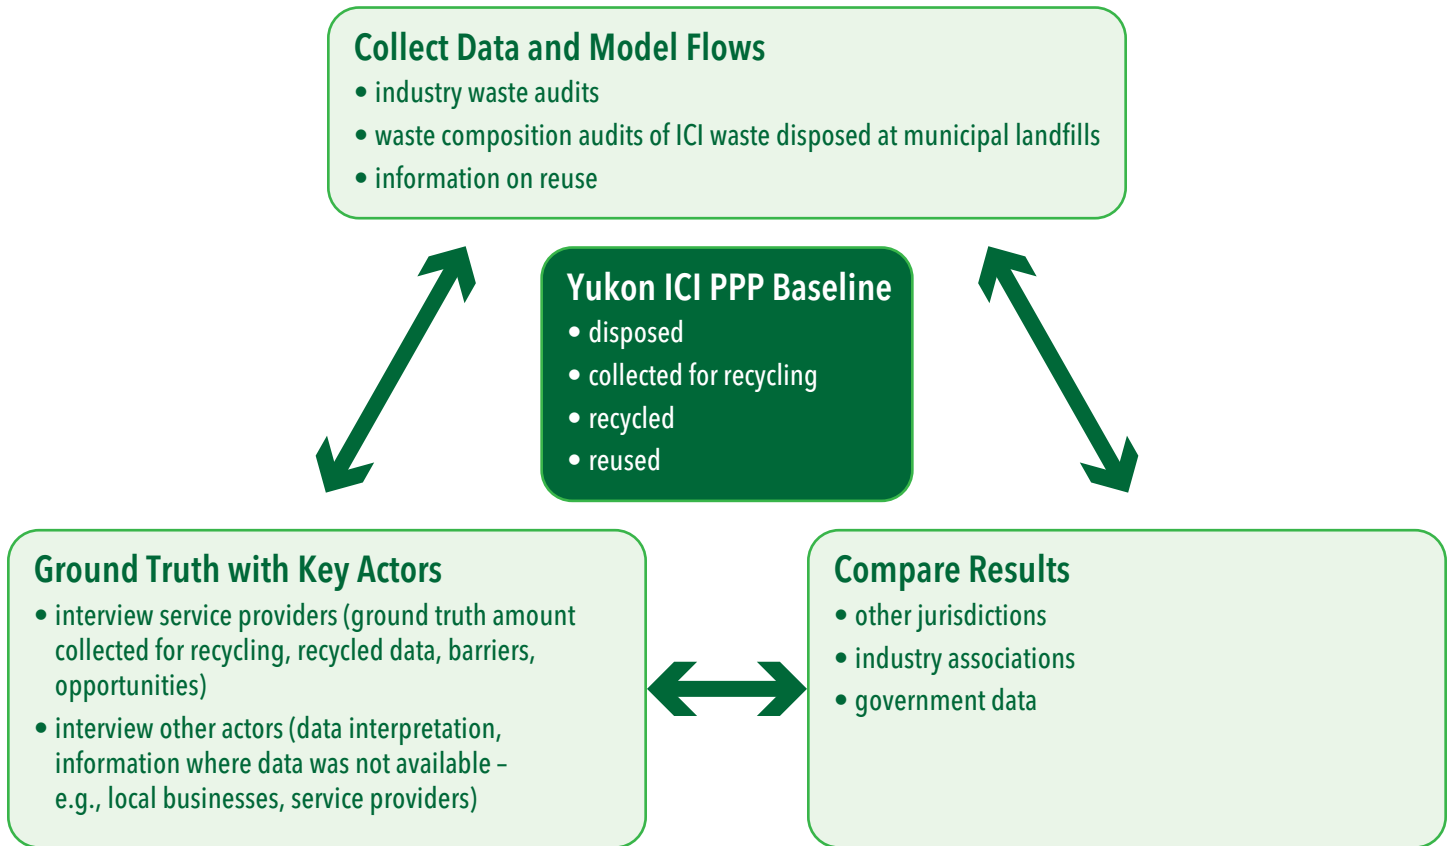 Collect Data and Model Flows
• industry waste audits
• waste composition audits of ICI waste disposed at municipal landfills
• information on reuse
Yukon ICI PPP Baseline
• disposed
• collected for recycling
• recycled
• reused
Ground Truth with Key Actors
• interview service providers (ground truth amount
collected for recycling, recycled data, barriers,
opportunities)
• interview other actors (data interpretation,
information where data was not available –
e.g., local businesses, service providers)
Compare Results
• other jurisdictions
• industry associations
• government data